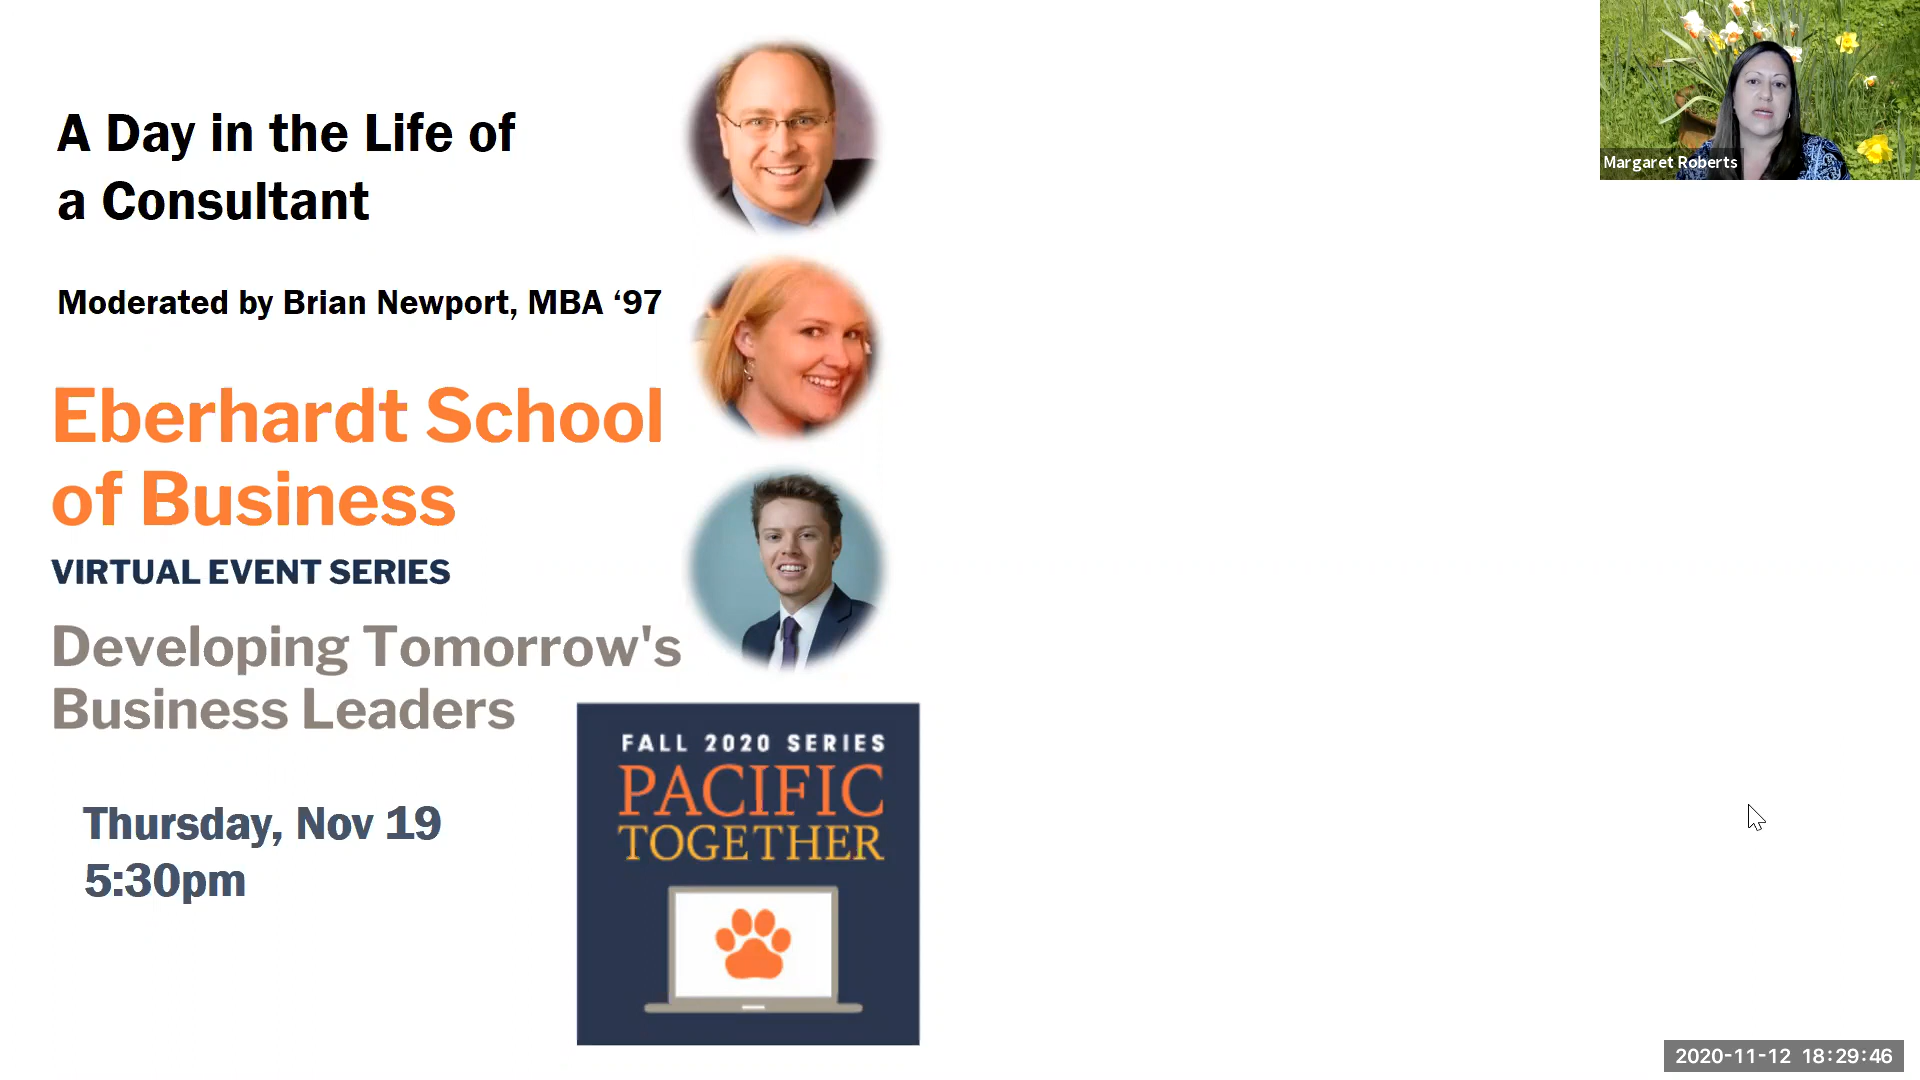 A Day in the Life of
a Consultant
Moderated by Brian Newport, MBA ‘97
Eberhardt School
of Business
VIRTUAL EVENT SERIES
Developing Tomorrow's
Business Leaders
Thursday, Nov 19
5:30pm
FALL 2020 SERIES
PACIFIC
TOGETHER
Margaret Roberts
2020-11-12 18:29:46